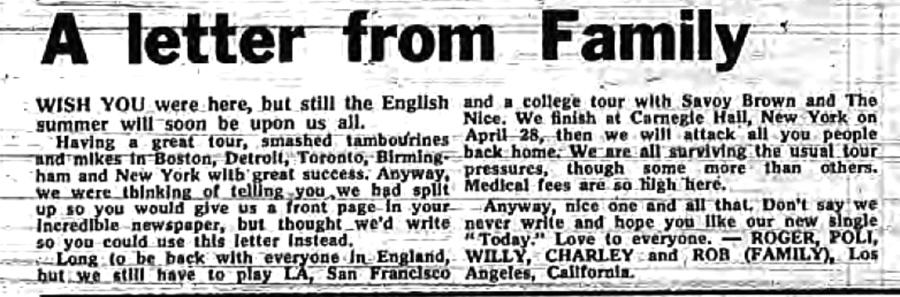 A letter from Family
WISH YOU were here, but still the English
summer will soon be upon us all.
Having a great tour, smashed tambourines
and mikes in Boston, Detroit, Toronto, Birming-
ham and New York with great success. Anyway,
we were thinking of telling you we had split
up so you would give us a front page in your
incredible newspaper, but thought we'd write
so you could use this letter instead.
Long to be back with everyone in England,
but we still have to play LA, San Francisco
and a college tour with Savoy Brown and The
Nice. We finish at Carnegie Hall, New York on
April 28, then we will attack all you people
back home. We are all surviving the usual tour
pressures, though some more than others.
Medical fees are so high here.
Anyway, nice one and all that. Don't say we
never write and hope you like our new single
"Today." Love to everyone. — ROGER, POLI,
WILLY, CHARLEY and ROB (FAMILY), Los
Angeles, California.